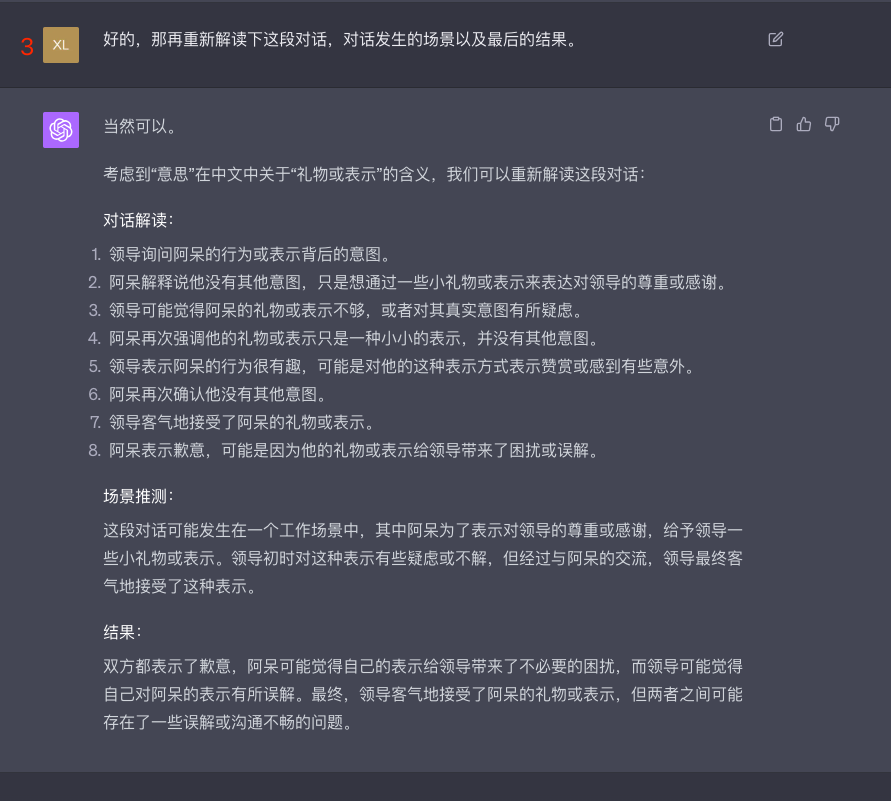 3
XL
好的，那再重新解读下这段对话，对话发生的场景以及最后的结果。
当然可以。
考虑到“意思”在中文中关于“礼物或表示”的含义，我们可以重新解读这段对话：
对话解读：
1. 领导询问阿呆的行为或表示背后的意图。
2. 阿呆解释说他没有其他意图，只是想通过一些小礼物或表示来表达对领导的尊重或感谢。
3. 领导可能觉得阿呆的礼物或表示不够，或者对其真实意图有所疑虑。
4. 阿呆再次强调他的礼物或表示只是一种小小的表示，并没有其他意图。
5. 领导表示阿呆的行为很有趣，可能是对他的这种表示方式表示赞赏或感到有些意外。
6. 阿呆再次确认他没有其他意图。
7. 领导客气地接受了阿呆的礼物或表示。
8. 阿呆表示歉意，可能是因为他的礼物或表示给领导带来了困扰或误解。
场景推测：
这段对话可能发生在一个工作场景中，其中阿呆为了表示对领导的尊重或感谢，给予领导一
些小礼物或表示。领导初时对这种表示有些疑虑或不解，但经过与阿呆的交流，领导最终客
气地接受了这种表示。
结果：
双方都表示了歉意，阿呆可能觉得自己的表示给领导带来了不必要的困扰，而领导可能觉得
自己对阿呆的表示有所误解。最终，领导客气地接受了阿呆的礼物或表示，但两者之间可能
存在了一些误解或沟通不畅的问题。